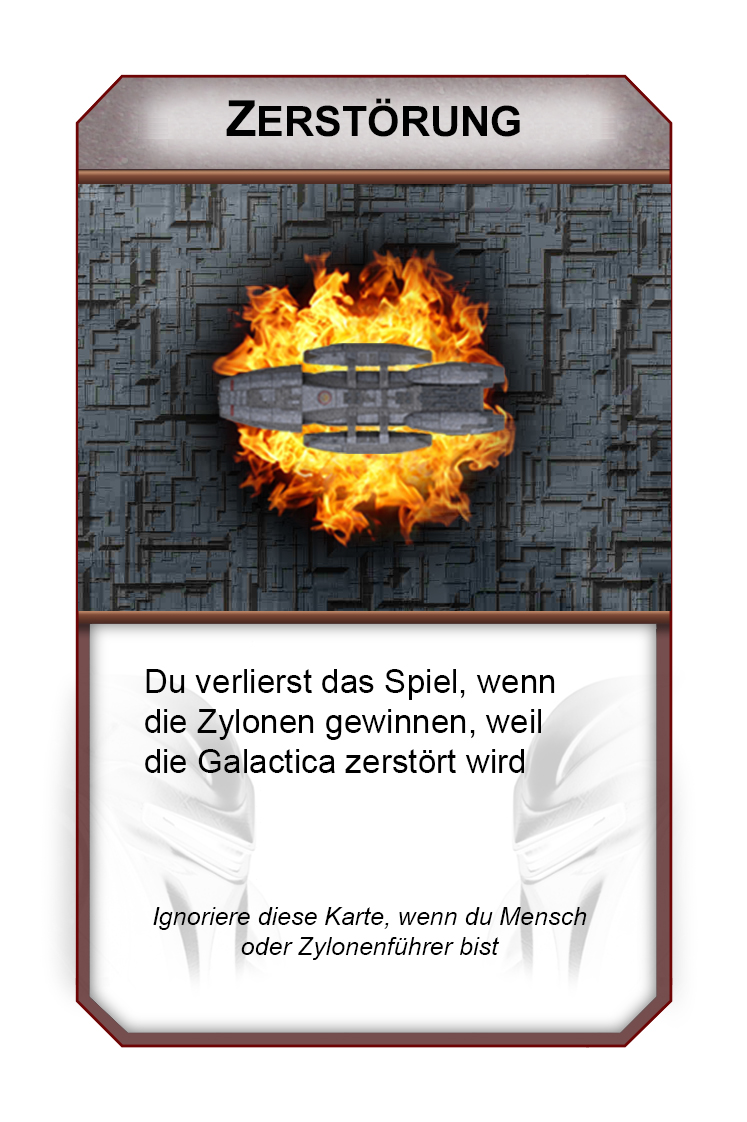 ZERSTÖRUNG
Du verlierst das Spiel, wenn
die Zylonen gewinnen, weil
die Galactica zerstört wird
Ignoriere diese Karte, wenn du Mensch
oder Zylonenführer bist